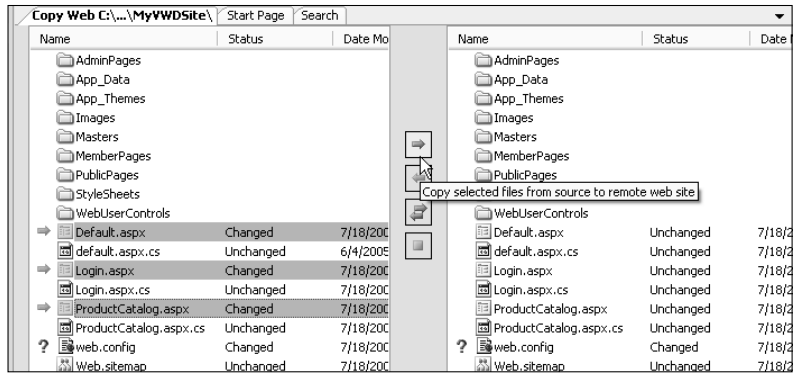 Copy Web C:\...\MyVWDSite\ Start Page Search
Name Status Date Mo
AdminPages
App_Data
App_Themes
Images
Masters
MemberPages
PublicPages
StyleSheets
WebUserControls
Default.aspx Changed 7/18/200
default.aspx.cs Unchanged 6/4/2005
Login.aspx Changed 7/18/200
Login.aspx.cs Unchanged 7/18/200
ProductCatalog.aspx Changed 7/18/200
ProductCatalog.aspx.cs Unchanged 7/18/200
? web.config Changed 7/18/200
Web.sitemap Unchanged 7/18/200
Copy selected files from source to remote web site
Name Status Date
AdminPages
App_Data
App_Themes
Images
Masters
MemberPages
PublicPages
WebUserControls
Default.aspx Unchanged 7/18/2
default.aspx.cs Unchanged 7/18/2
Login.aspx Unchanged 7/18/2
Login.aspx.cs Unchanged 7/18/2
ProductCatalog.aspx Unchanged 7/18/2
ProductCatalog.aspx.cs Unchanged 7/18/2
? web.config Changed 7/18/2
Web.sitemap Unchanged 7/18/2